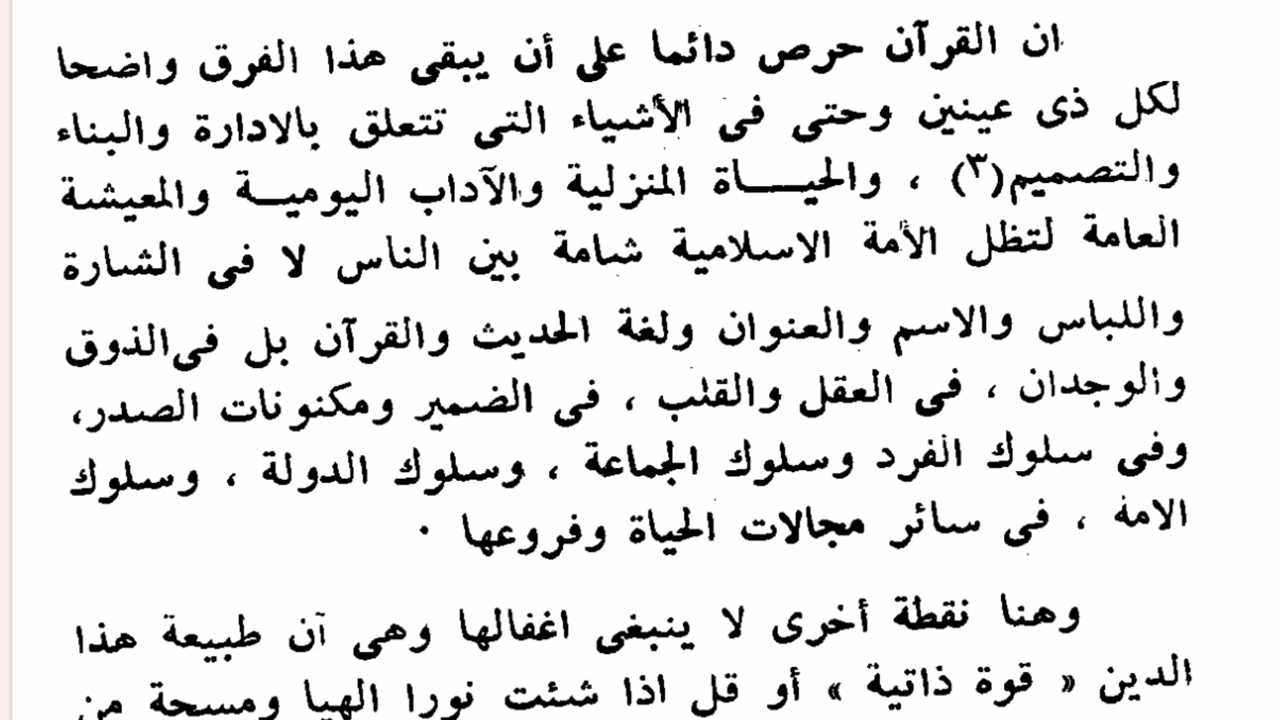 ان القرآن حرص دائما على أن يبقى هذا الفرق واضحا
لكل ذى عينين وحتى فى الأشياء التى تتعلق بالادارة والبناء
والتصميم(٣) ، والحيــاة المنزلية والآداب اليوميــة والمعيشة
العامة لتظل الأمة الاسلامية شامة بين الناس لا فى الشارة
واللباس والاسم والعنوان ولغة الحديث والقرآن بل فى الذوق
والوجدان ، فى العقل والقلب ، فى الضمير ومكنونات الصدر،
وفى سلوك الفرد وسلوك الجماعة ، وسلوك الدولة ، وسلوك
الامة ، فى سائر مجالات الحياة وفروعها ٠
وهنا نقطة أخرى لا ينبغى اغفالها وهى أن طبيعة هذا
الدين « قوة ذاتية » أو قل اذا شئت نورا الهيا ومسحة من